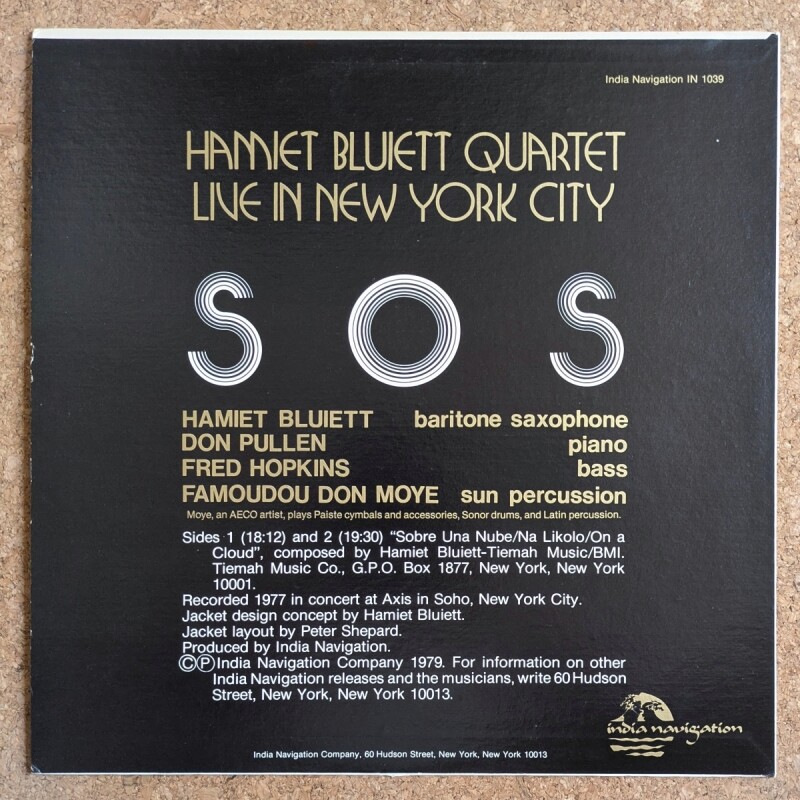 India Navigation IN 1039
HAMIET BLUIETT QUARTET
LIVE IN NEW YORK CITY
SOS
HAMIET BLUIETT baritone saxophone
DON PULLEN piano
FRED HOPKINS bass
FAMOUDOU DON MOYE sun percussion
Moye, an AECO artist, plays Paiste cymbals and accessories, Sonor drums, and Latin percussion.
Sides 1 (18:12) and 2 (19:30) “Sobre Una Nube/Na Likolo/On a
Cloud”, composed by Hamiet Bluiett-Tiemah Music/BMI.
Tiemah Music Co., G.P.O. Box 1877, New York, New York
10001.
Recorded 1977 in concert at Axis in Soho, New York City.
Jacket design concept by Hamiet Bluiett.
Jacket layout by Peter Shepard.
Produced by India Navigation.
©℗India Navigation Company 1979. For information on other
India Navigation releases and the musicians, write 60 Hudson
Street, New York, New York 10013.
india navigation
India Navigation Company, 60 Hudson Street, New York, New York 10013